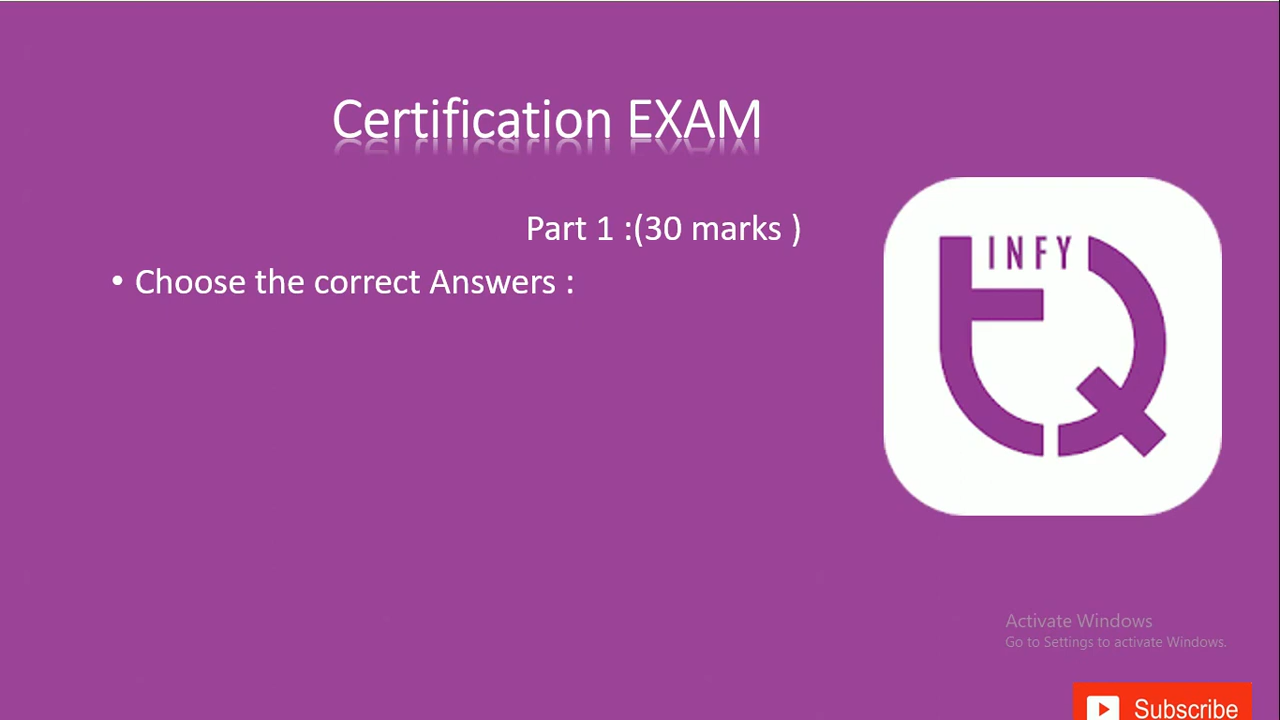 Certification EXAM
Part 1 :(30 marks )
• Choose the correct Answers :
INFY
TQ
Activate Windows
Go to Settings to activate Windows.
Subscribe